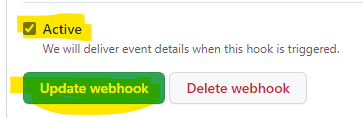 Active
We will deliver event details when this hook is triggered.
Update webhook Delete webhook